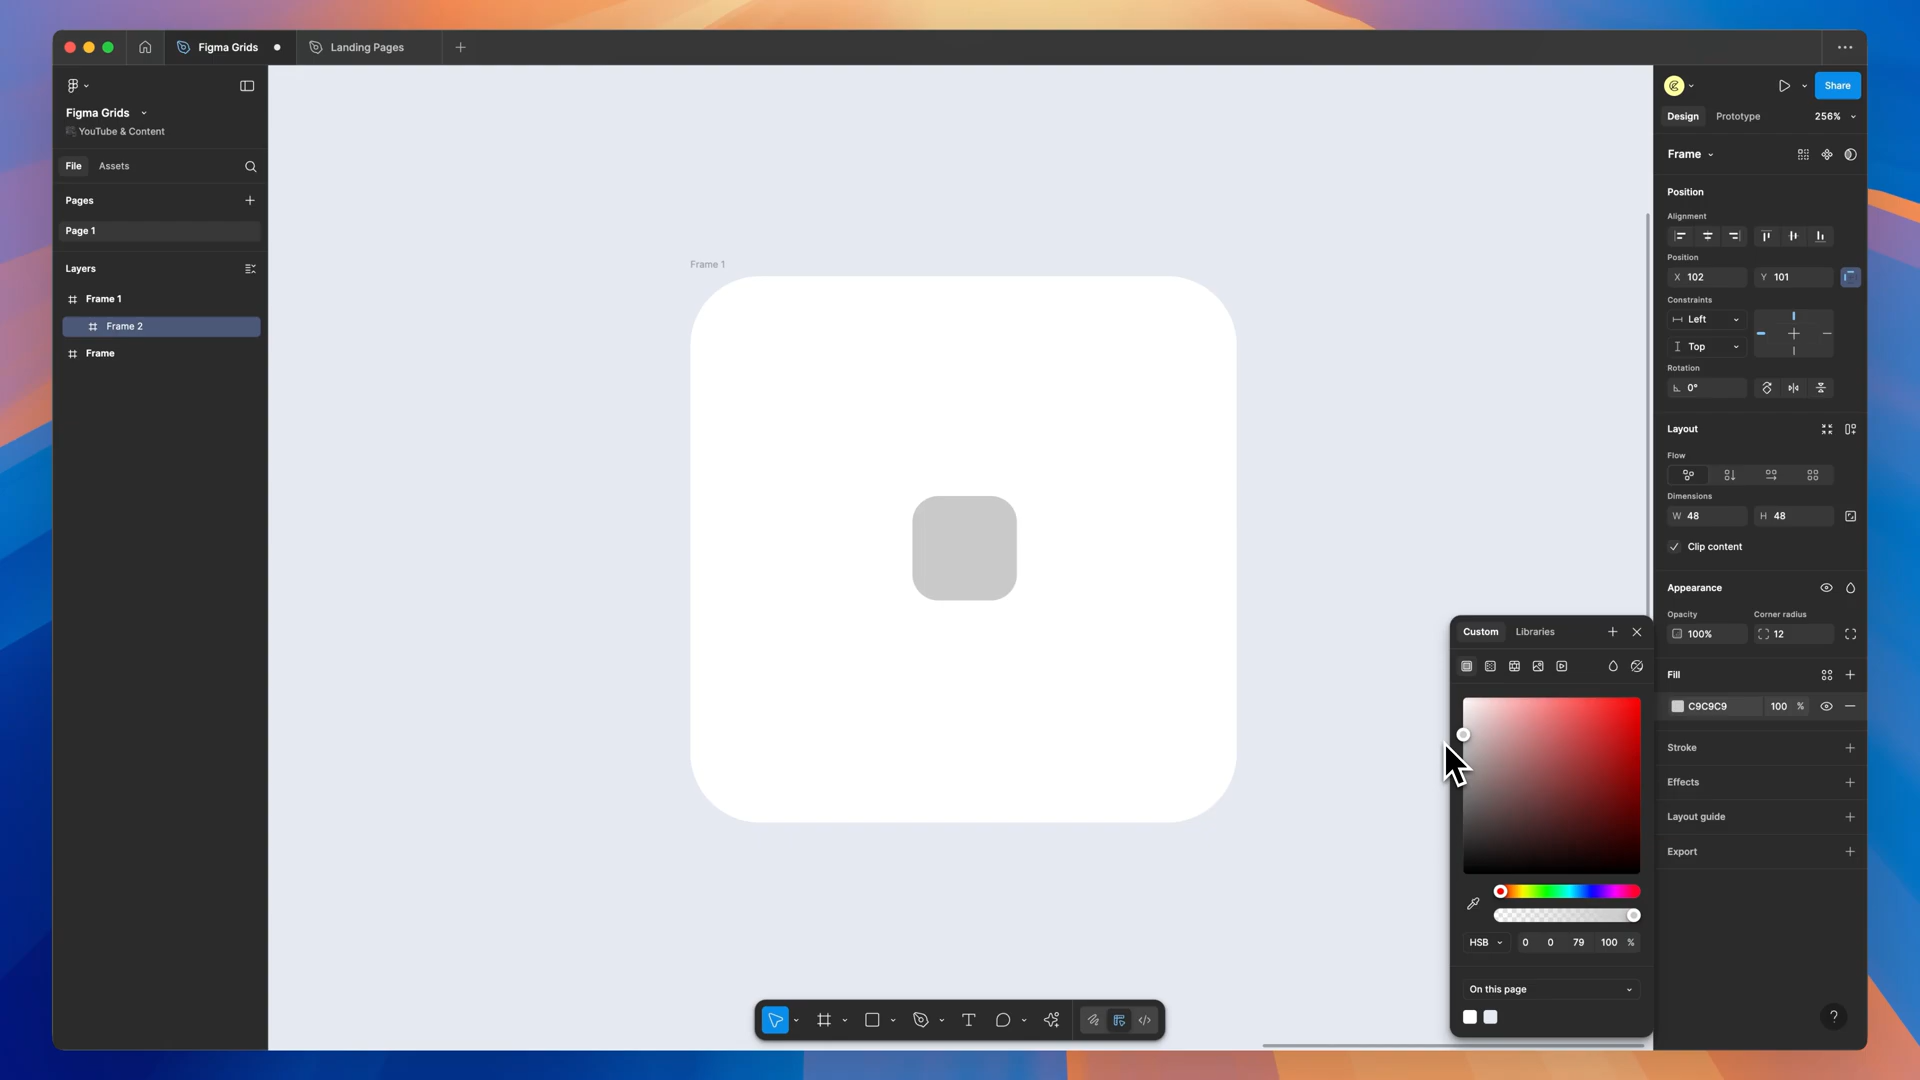 Figma Grids
Landing Pages
Figma Grids
YouTube & Content
File
Assets
Pages
Page 1
Layers
Frame 1
Frame 2
Frame
Frame 1
Share
Design
Prototype
256%
Frame
Position
Alignment
Position
X 102
Y 101
Constraints
Left
Top
Rotation
0°
Layout
Flow
Dimensions
W 48
H 48
Clip content
Appearance
Opacity
Corner radius
100%
12
Fill
C9C9C9
100 %
Stroke
Effects
Layout guide
Export
Custom
Libraries
HSB
0
0
79
100 %
On this page
?